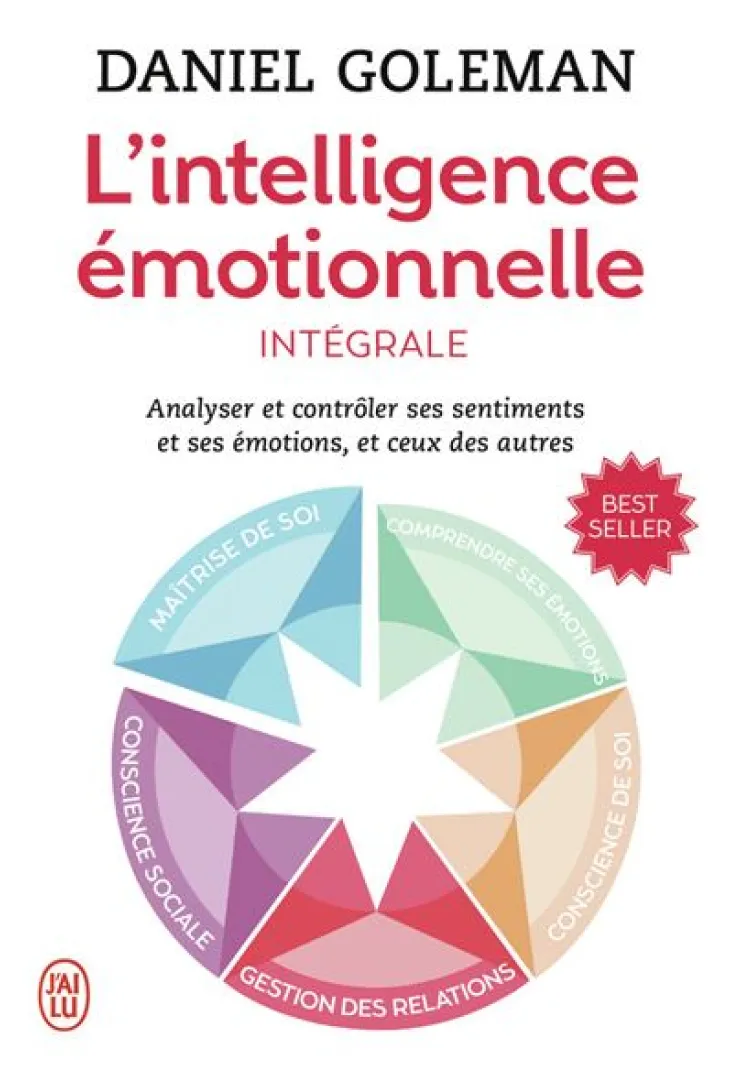 DANIEL GOLEMAN
L'intelligence
émotionnelle
INTÉGRALE
Analyser et contrôler ses sentiments
et ses émotions, et ceux des autres
BEST
SELLER
MAÎTRISE DE SOI
COMPRENDRE SES ÉMOTIONS
CONSCIENCE DE SOI
CONSCIENCE SOCIALE
GESTION DES RELATIONS
J'AI
LU